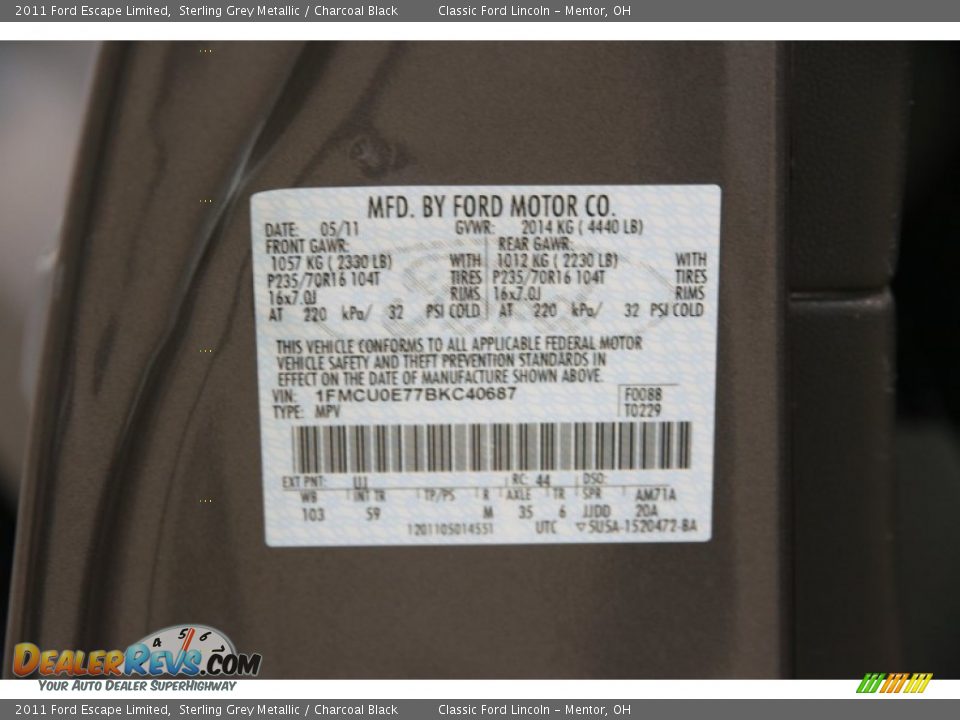 2011 Ford Escape Limited, Sterling Grey Metallic / Charcoal Black Classic Ford Lincoln - Mentor, OH
MFD. BY FORD MOTOR CO.
DATE: 05/11 GVWR: 2014 KG ( 4440 LB)
FRONT GAWR: REAR GAWR:
1057 KG ( 2330 LB) WITH 1012 KG ( 2230 LB) WITH
P235/70R16 104T TIRES P235/70R16 104T TIRES
16x7.0J RIMS 16x7.0J RIMS
AT 220 kPa/ 32 PSI COLD AT 220 kPa/ 32 PSI COLD
THIS VEHICLE CONFORMS TO ALL APPLICABLE FEDERAL MOTOR
VEHICLE SAFETY AND THEFT PREVENTION STANDARDS IN
EFFECT ON THE DATE OF MANUFACTURE SHOWN ABOVE.
VIN: 1FMCU0E77BKC40687 F0088
TYPE: MPV T0229
EXT PNT: UJ RC: 44 DSO:
WB INT TR TP/PS R AXLE TR SPR AM71A
103 59 M 35 6 JJDD 20A
1201105014551 UTC ▽5U5A-1520472-BA
4 5 6
DEALERREVS.COM
YOUR AUTO DEALER SUPERHIGHWAY
2011 Ford Escape Limited, Sterling Grey Metallic / Charcoal Black Classic Ford Lincoln - Mentor, OH